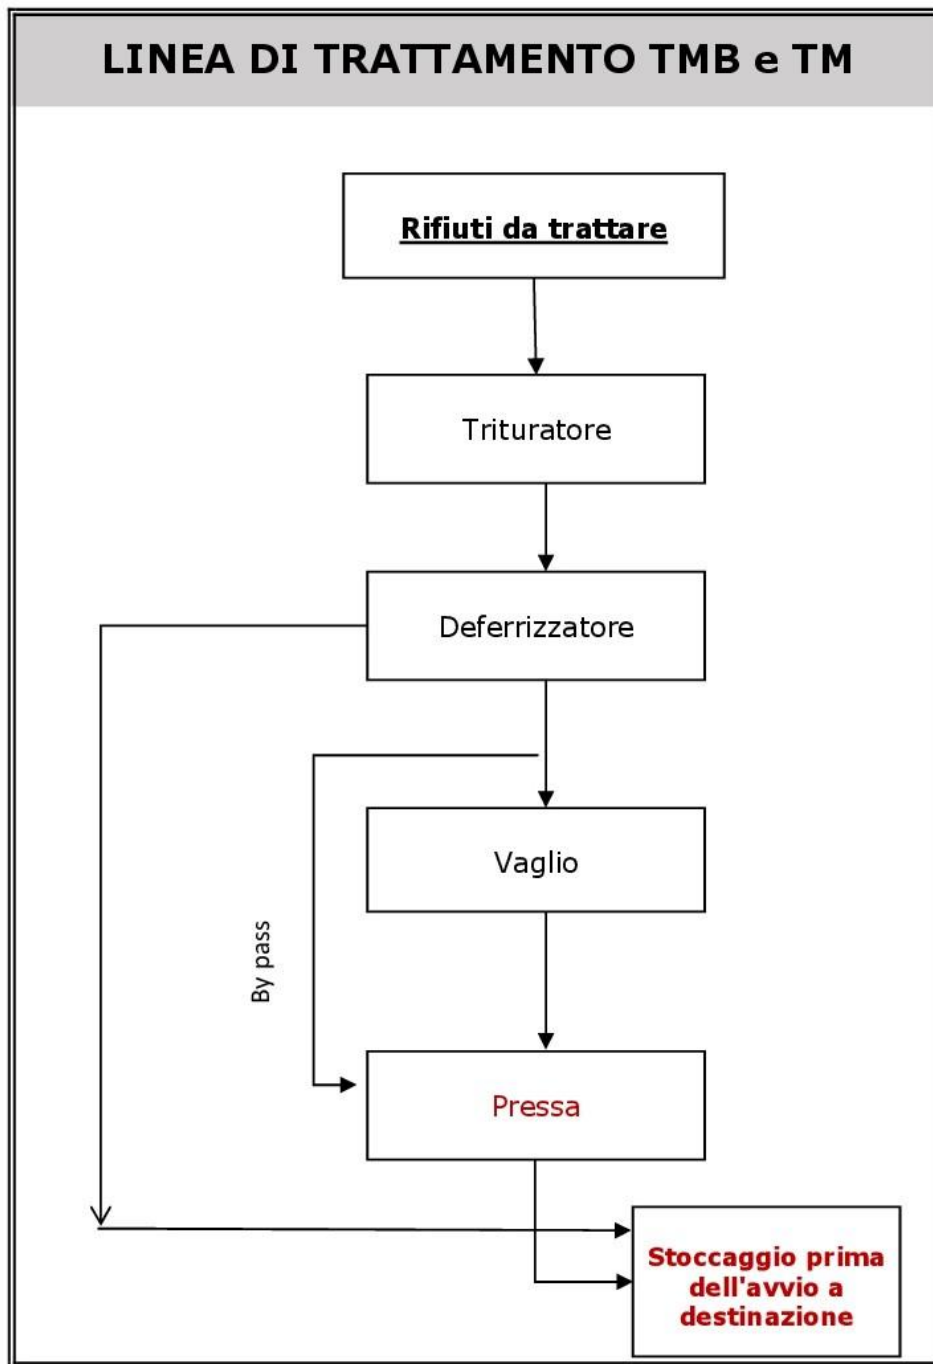 LINEA DI TRATTAMENTO TMB e TM
Rifiuti da trattare
Trituratore
Deferrizzatore
Vaglio
By pass
Pressa
Stoccaggio prima
dell'avvio a
destinazione